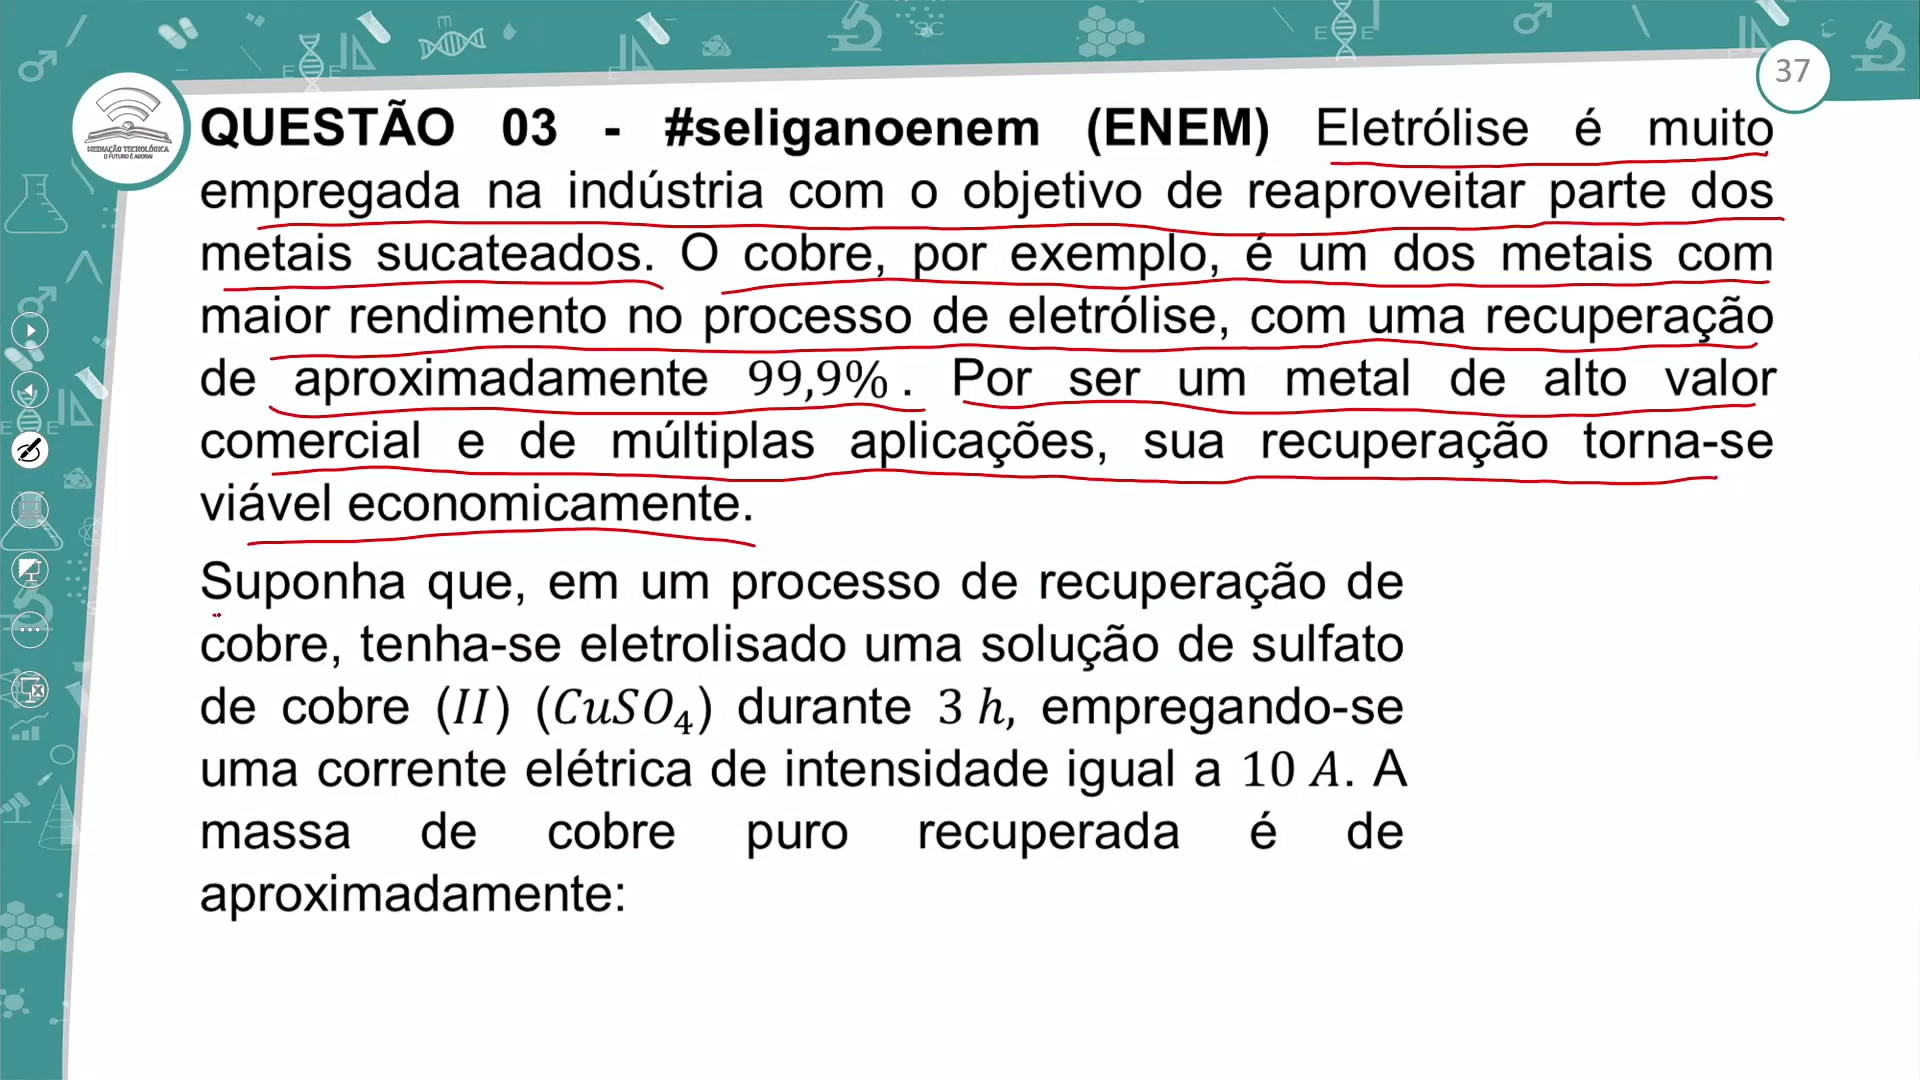 37
MEDIAÇÃO TECNOLÓGICA
O FUTURO É AGORA!
QUESTÃO 03 - #seliganoenem (ENEM) Eletrólise é muito
empregada na indústria com o objetivo de reaproveitar parte dos
metais sucateados. O cobre, por exemplo, é um dos metais com
maior rendimento no processo de eletrólise, com uma recuperação
de aproximadamente 99,9% . Por ser um metal de alto valor
comercial e de múltiplas aplicações, sua recuperação torna-se
viável economicamente.
Suponha que, em um processo de recuperação de
cobre, tenha-se eletrolisado uma solução de sulfato
de cobre (II) (CuSO₄) durante 3 h, empregando-se
uma corrente elétrica de intensidade igual a 10 A. A
massa de cobre puro recuperada é de
aproximadamente: